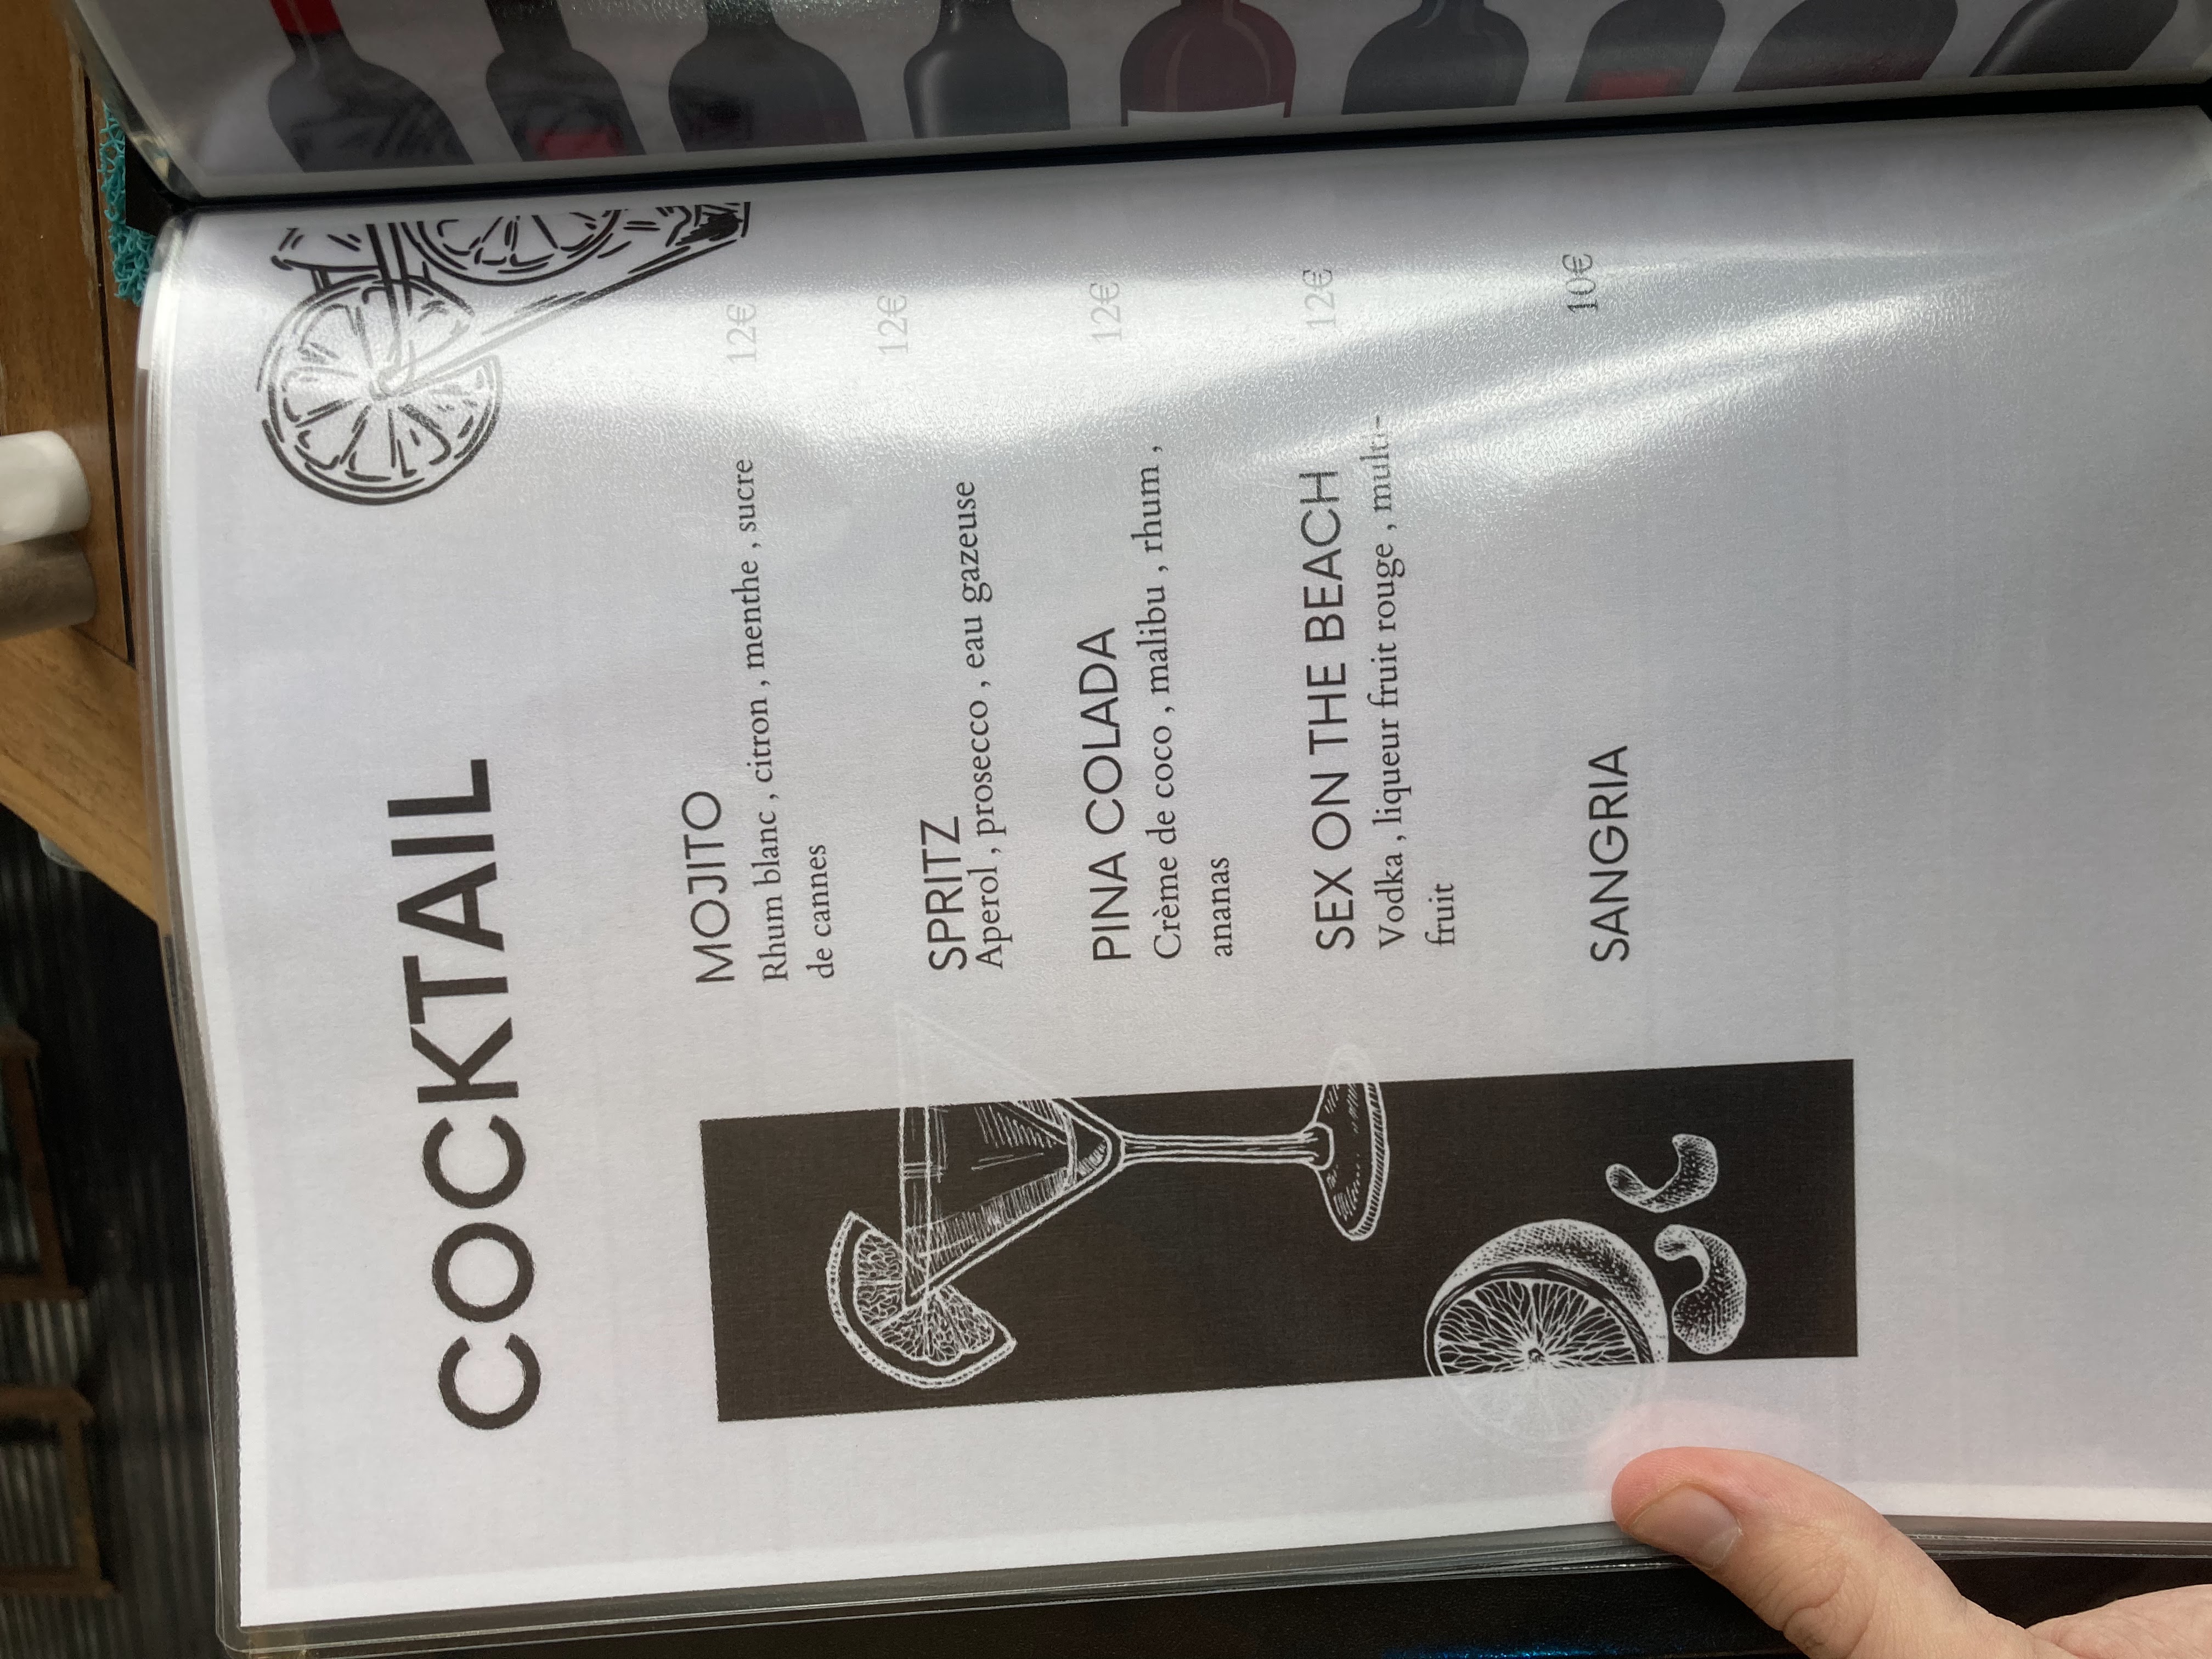 COCKTAIL
MOJITO 12€
Rhum blanc , citron , menthe , sucre
de cannes
SPRITZ 12€
Aperol , prosecco , eau gazeuse
PINA COLADA 12€
Crème de coco , malibu , rhum ,
ananas
SEX ON THE BEACH 12€
Vodka , liqueur fruit rouge , multi-
fruit
SANGRIA 10€